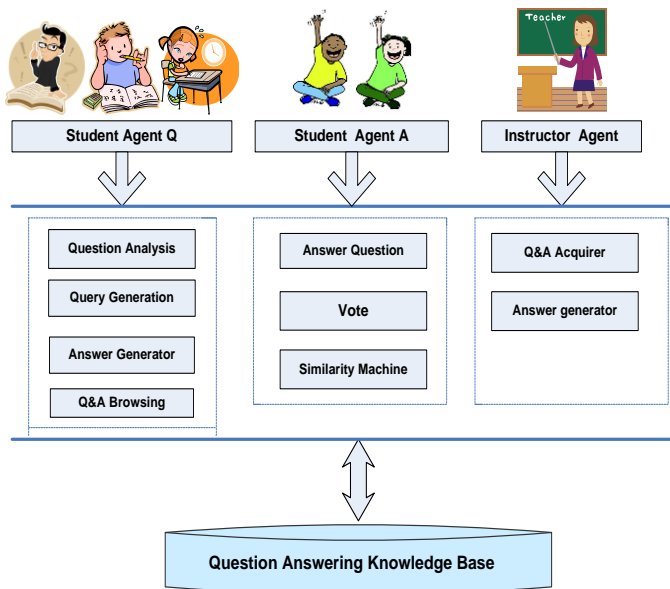 Teacher
Student Agent Q
Student Agent A
Instructor Agent
Question Analysis
Query Generation
Answer Generator
Q&A Browsing
Answer Question
Vote
Similarity Machine
Q&A Acquirer
Answer generator
Question Answering Knowledge Base